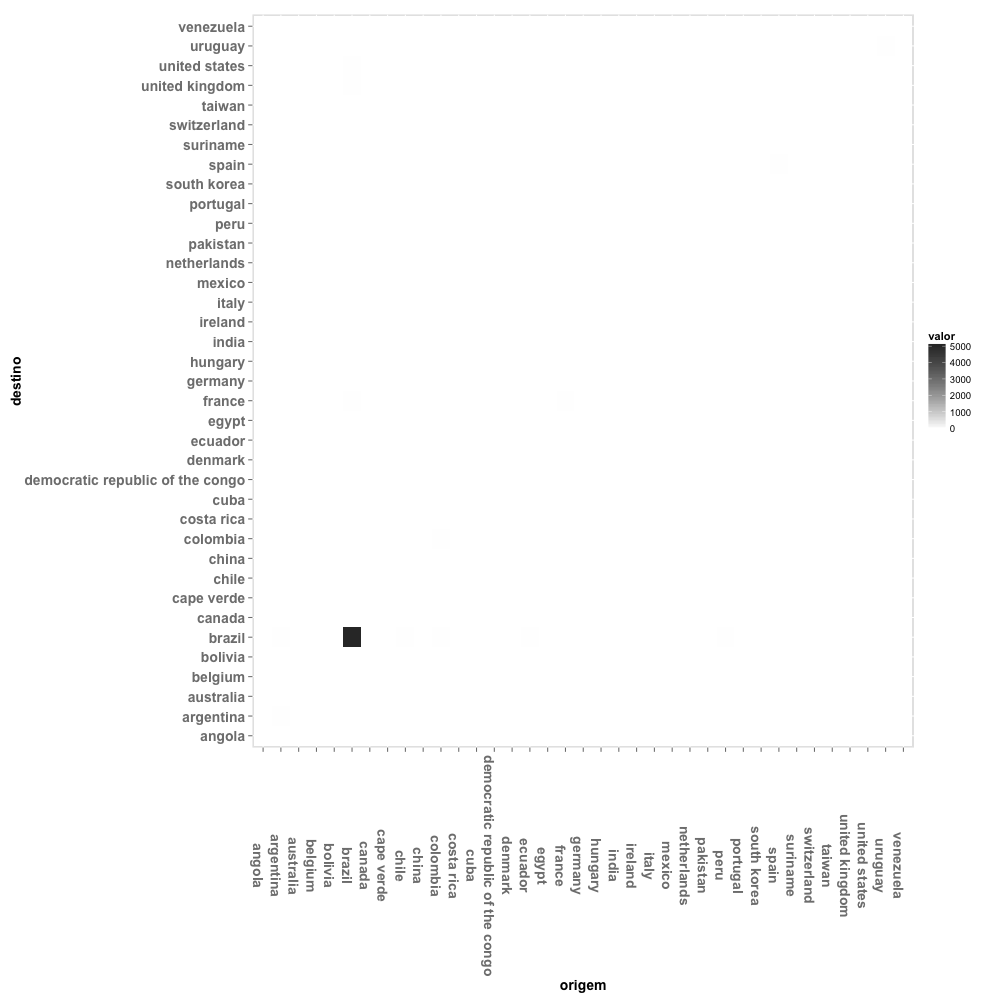 venezuela
uruguay
united states
united kingdom
taiwan
switzerland
suriname
spain
south korea
portugal
peru
pakistan
netherlands
mexico
italy
ireland
india
hungary
germany
france
egypt
ecuador
denmark
democratic republic of the congo
cuba
costa rica
colombia
china
chile
cape verde
canada
brazil
bolivia
belgium
australia
argentina
angola
destino
valor
5000
4000
3000
2000
1000
0
angola
argentina
australia
belgium
bolivia
brazil
canada
cape verde
chile
china
colombia
costa rica
cuba
democratic republic of the congo
denmark
ecuador
egypt
france
germany
hungary
india
ireland
italy
mexico
netherlands
pakistan
peru
portugal
south korea
spain
suriname
switzerland
taiwan
united kingdom
united states
uruguay
venezuela
origem